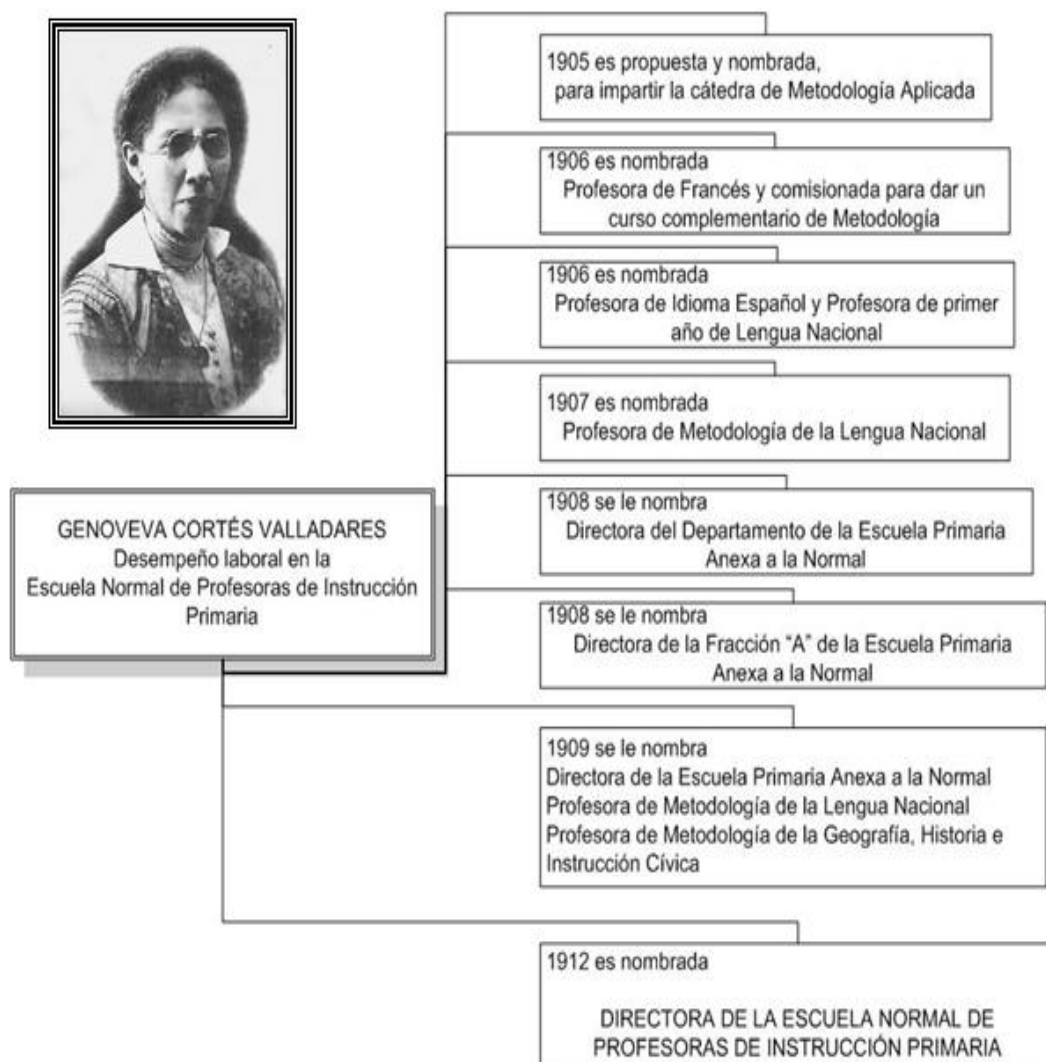 1905 es propuesta y nombrada,
para impartir la cátedra de Metodología Aplicada
1906 es nombrada
Profesora de Francés y comisionada para dar un
curso complementario de Metodología
1906 es nombrada
Profesora de Idioma Español y Profesora de primer
año de Lengua Nacional
1907 es nombrada
Profesora de Metodología de la Lengua Nacional
GENOVEVA CORTÉS VALLADARES
Desempeño laboral en la
Escuela Normal de Profesoras de Instrucción
Primaria
1908 se le nombra
Directora del Departamento de la Escuela Primaria
Anexa a la Normal
1908 se le nombra
Directora de la Fracción “A” de la Escuela Primaria
Anexa a la Normal
1909 se le nombra
Directora de la Escuela Primaria Anexa a la Normal
Profesora de Metodología de la Lengua Nacional
Profesora de Metodología de la Geografía, Historia e
Instrucción Cívica
1912 es nombrada
DIRECTORA DE LA ESCUELA NORMAL DE
PROFESORAS DE INSTRUCCIÓN PRIMARIA